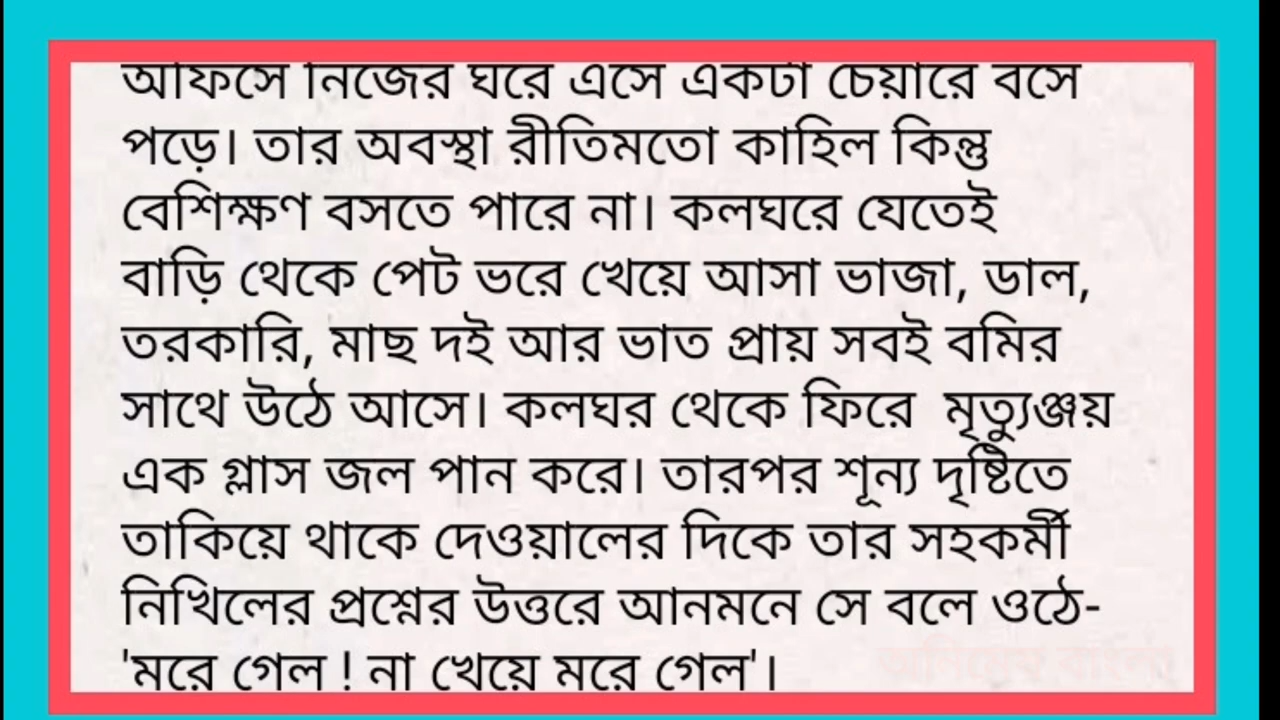 অফিসে নিজের ঘরে এসে একটা চেয়ারে বসে
পড়ে। তার অবস্থা রীতিমতো কাহিল কিন্তু
বেশিক্ষণ বসতে পারে না। কলঘরে যেতেই
বাড়ি থেকে পেট ভরে খেয়ে আসা ভাজা, ডাল,
তরকারি, মাছ দই আর ভাত প্রায় সবই বমির
সাথে উঠে আসে। কলঘর থেকে ফিরে মৃত্যুঞ্জয়
এক গ্লাস জল পান করে। তারপর শূন্য দৃষ্টিতে
তাকিয়ে থাকে দেওয়ালের দিকে তার সহকর্মী
নিখিলের প্রশ্নের উত্তরে আনমনে সে বলে ওঠে-
'মরে গেল ! না খেয়ে মরে গেল'।